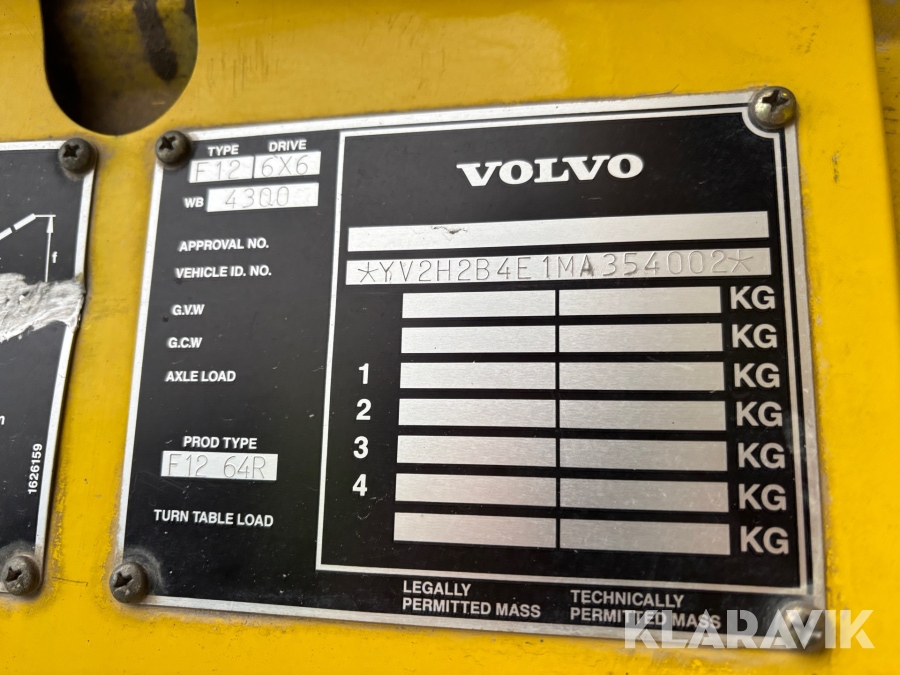 TYPE DRIVE
F12 6X6
WB 4300
VOLVO
APPROVAL NO.
VEHICLE ID. NO. *YV2H2B4E1MA354002*
G.V.W KG
G.C.W KG
AXLE LOAD 1 KG
2 KG
3 KG
4 KG
PROD TYPE
F12 64R
TURN TABLE LOAD KG
LEGALLY
PERMITTED MASS
TECHNICALLY
PERMITTED MASS
f
1626159
KLARAVIK